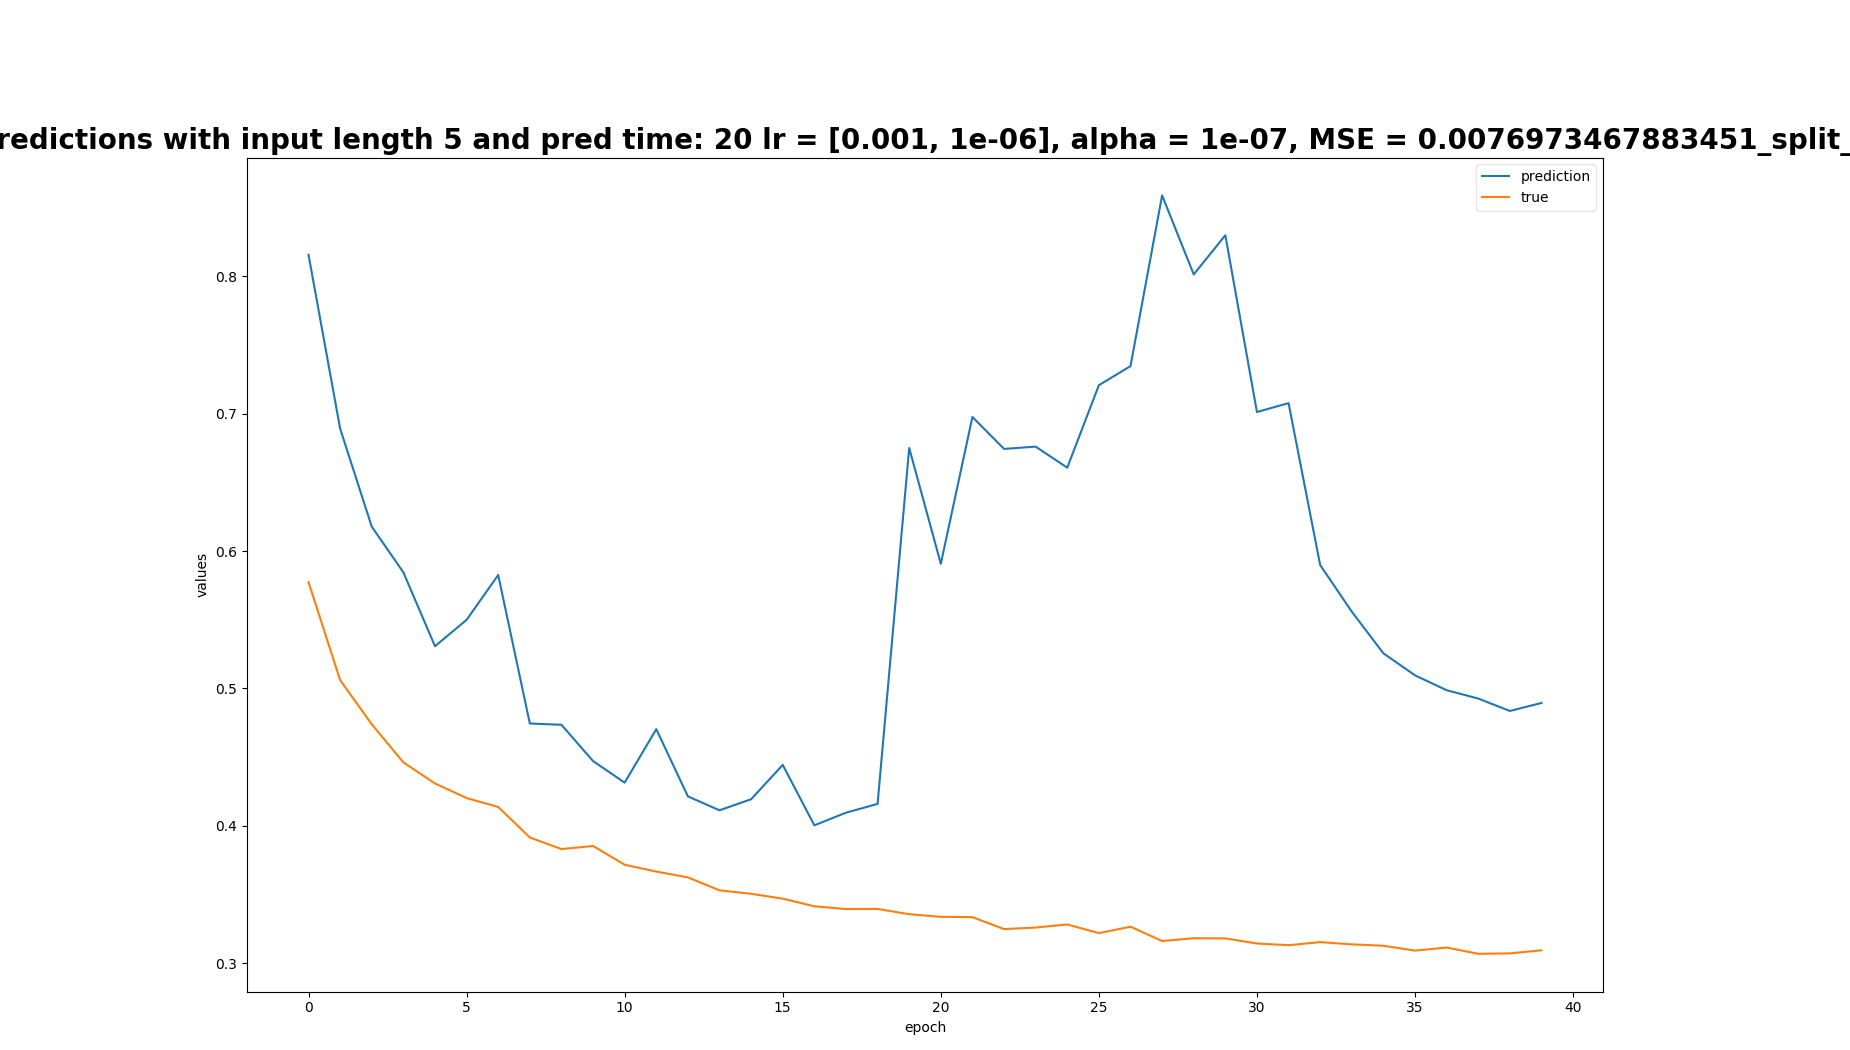 redictions with input length 5 and pred time: 20 lr = [0.001, 1e-06], alpha = 1e-07, MSE = 0.0076973467883451_split_
prediction
true
0.8
0.7
0.6
0.5
0.4
0.3
values
0 5 10 15 20 25 30 35 40
epoch